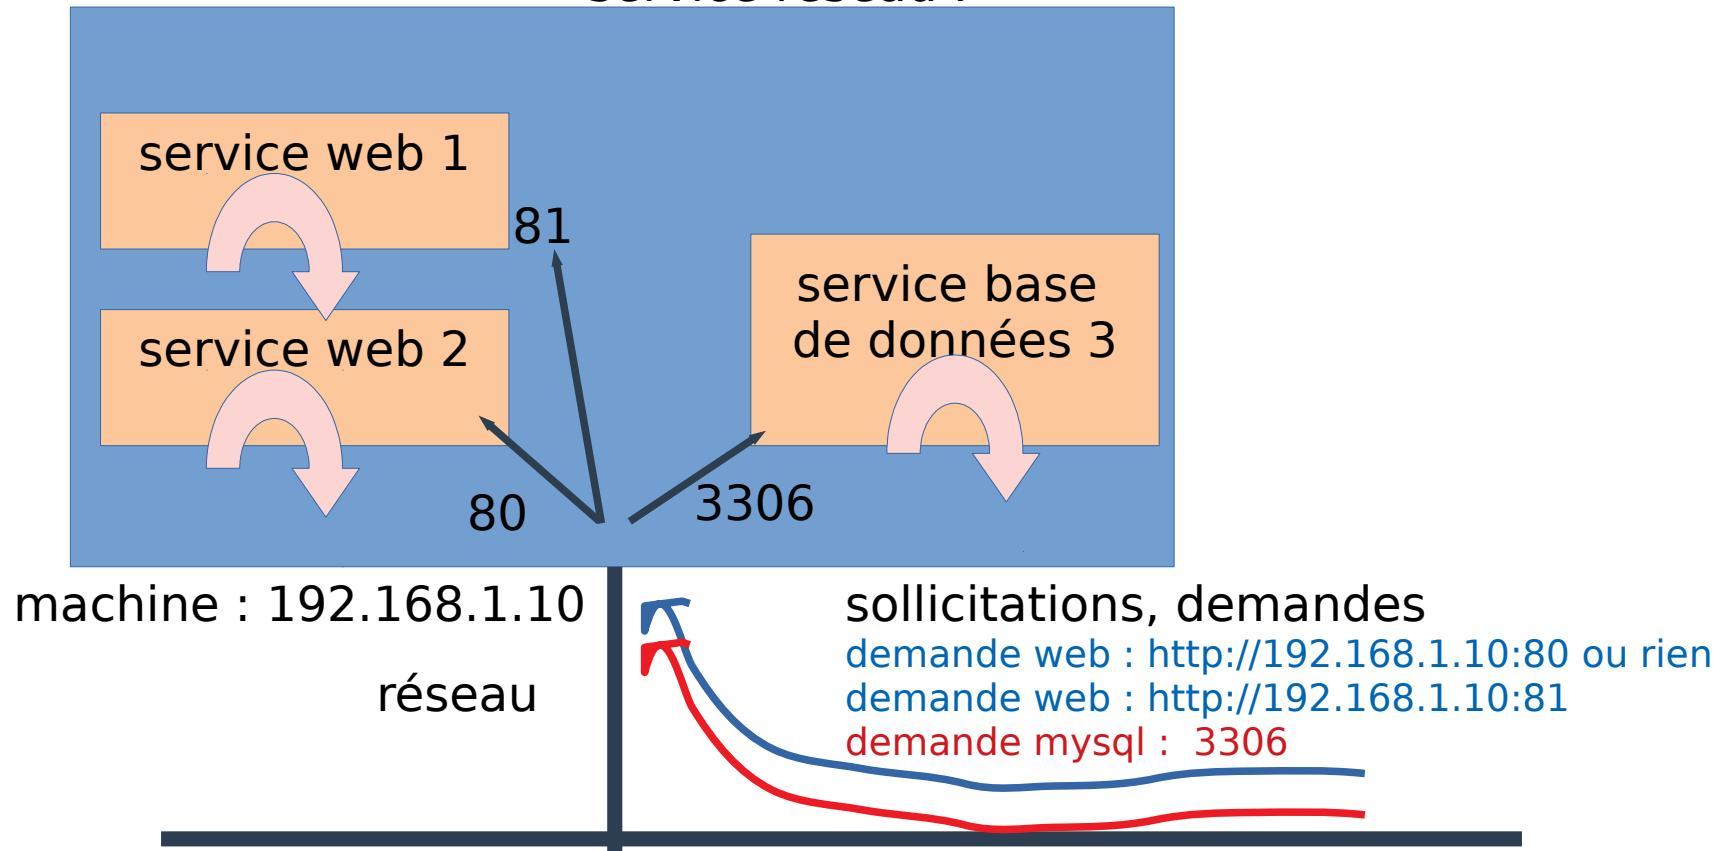 service réseau ?
service web 1
81
service base
de données 3
service web 2
80
3306
machine : 192.168.1.10
sollicitations, demandes
demande web : http://192.168.1.10:80 ou rien
demande web : http://192.168.1.10:81
réseau
demande mysql :  3306